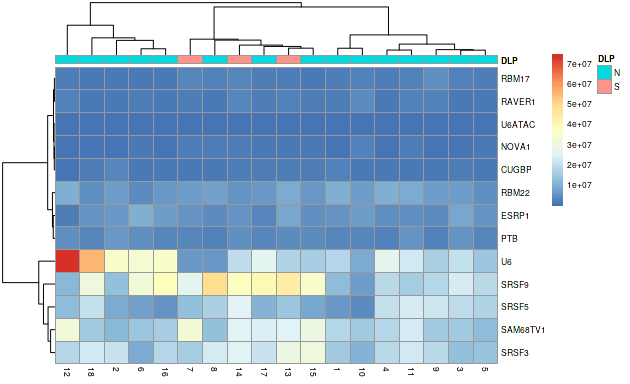 DLP
RBM17
RAVER1
U6ATAC
NOVA1
CUGBP
RBM22
ESRP1
PTB
U6
SRSF9
SRSF5
SAM68TV1
SRSF3
12 18 2 6 16 7 8 14 17 13 15 1 10 4 11 9 3 5
7e+07
6e+07
5e+07
4e+07
3e+07
2e+07
1e+07
DLP
N
S